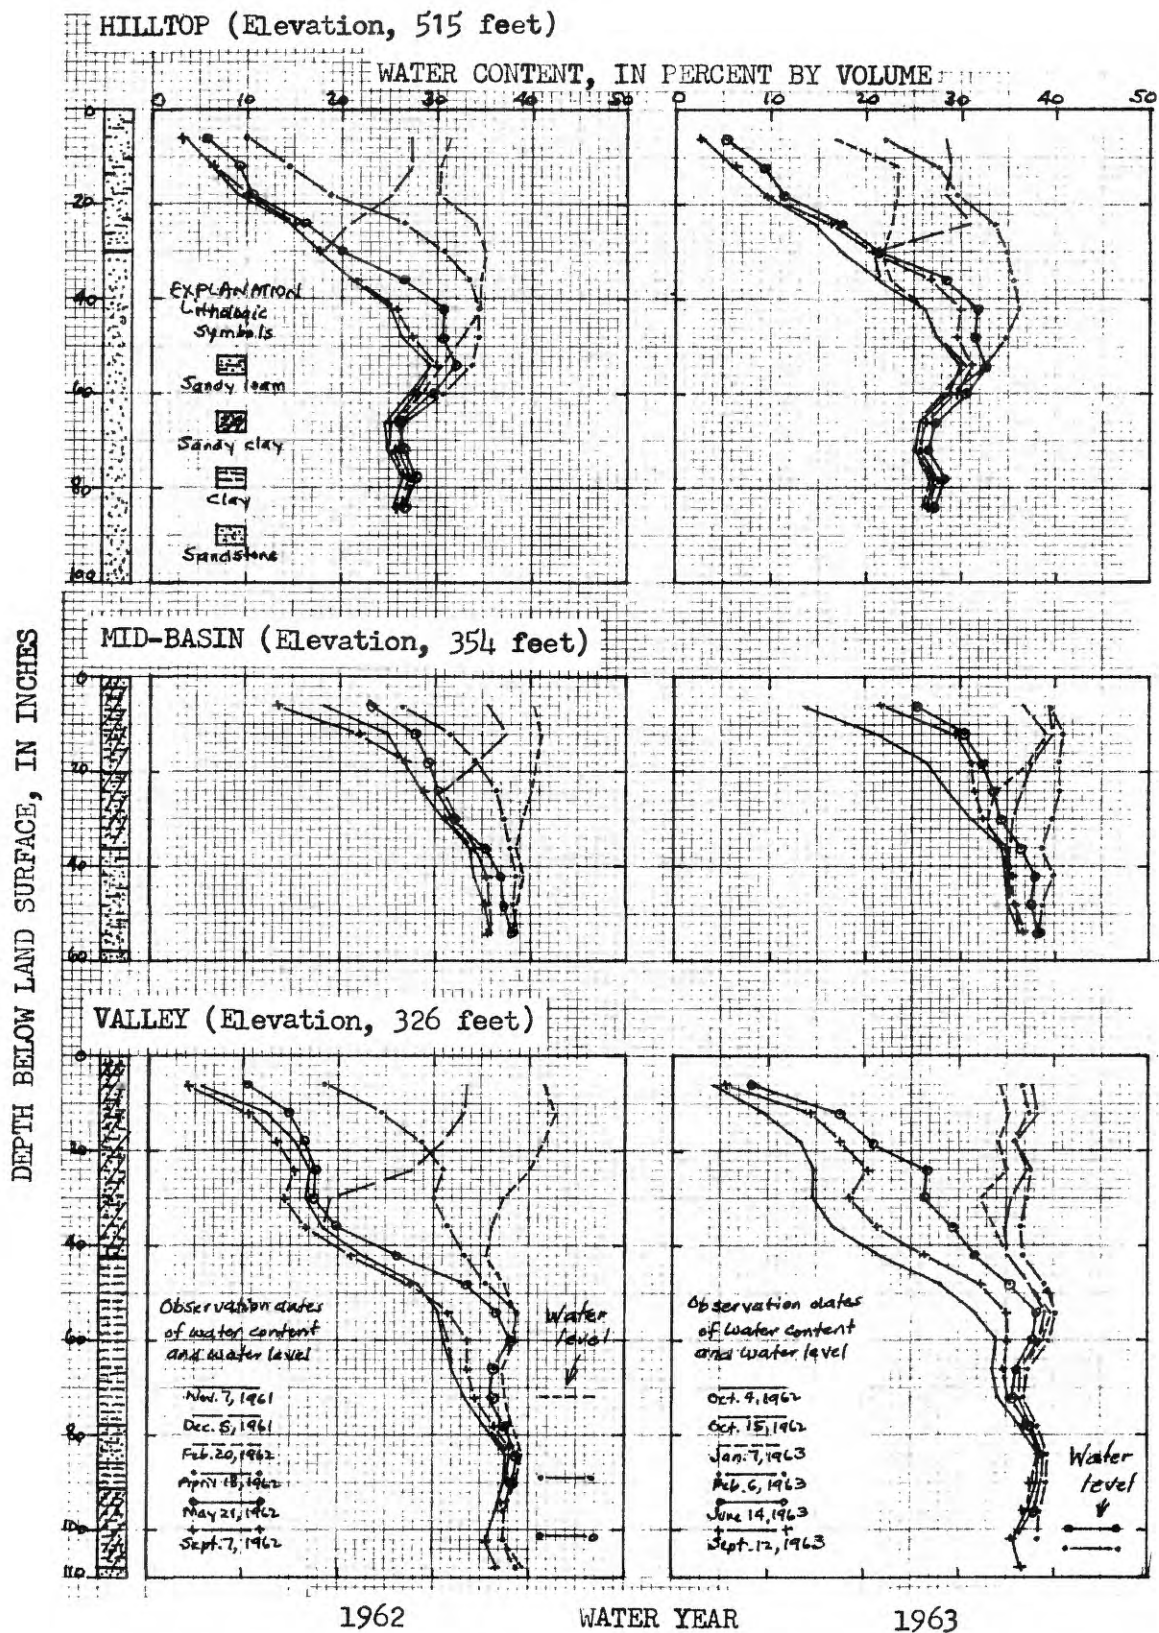 HILLTOP (Elevation, 515 feet)
WATER CONTENT, IN PERCENT BY VOLUME
0 10 20 30 40 50 0 10 20 30 40 50
0
20
40
60
80
100
EXPLANATION
Lithologic
Symbols
Sandy loam
Sandy clay
Clay
Sandstone
DEPTH BELOW LAND SURFACE, IN INCHES
MID-BASIN (Elevation, 354 feet)
0
20
40
60
VALLEY (Elevation, 326 feet)
0
20
40
60
80
100
110
Observation dates
of water content
and water level
Nov. 7, 1961
Dec. 5, 1961
Feb. 20, 1962
April 18, 1962
May 21, 1962
Sept. 7, 1962
Water
level
Observation dates
of water content
and water level
Oct. 4, 1962
Oct. 15, 1962
Jan. 7, 1963
Feb. 6, 1963
June 14, 1963
Sept. 12, 1963
Water
level
1962 WATER YEAR 1963